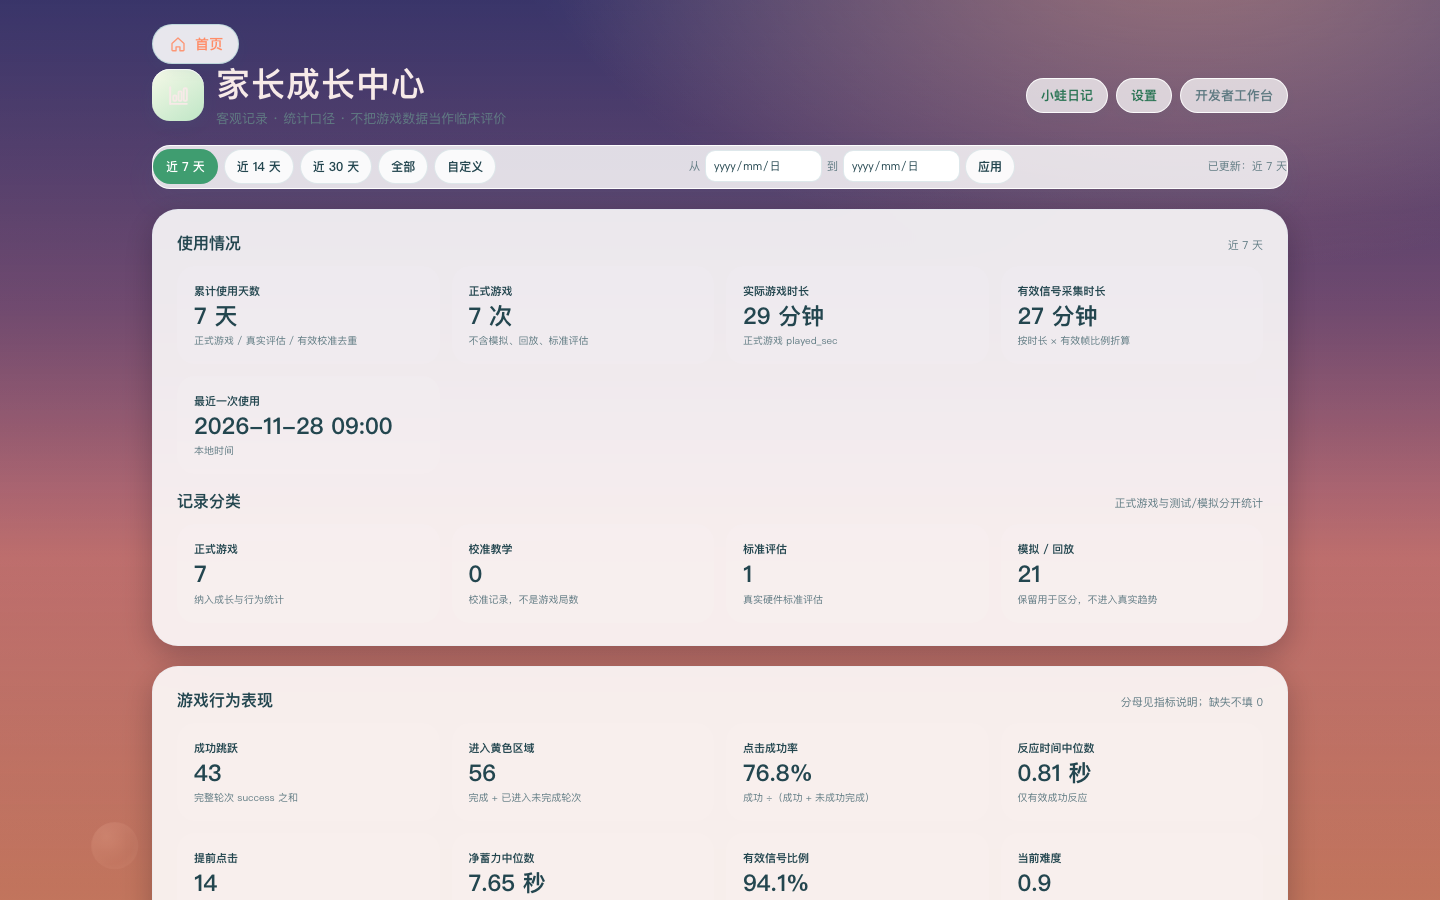 首页
家长成长中心
客观记录 · 统计口径 · 不把游戏数据当作临床评价
小蛙日记
设置
开发者工作台
近 7 天
近 14 天
近 30 天
全部
自定义
从
yyyy/mm/日
到
yyyy/mm/日
应用
已更新：近 7 天
使用情况
近 7 天
累计使用天数
7 天
正式游戏 / 真实评估 / 有效校准去重
正式游戏
7 次
不含模拟、回放、标准评估
实际游戏时长
29 分钟
正式游戏 played_sec
有效信号采集时长
27 分钟
按时长 × 有效帧比例折算
最近一次使用
2026-11-28 09:00
本地时间
记录分类
正式游戏与测试/模拟分开统计
正式游戏
7
纳入成长与行为统计
校准教学
0
校准记录，不是游戏局数
标准评估
1
真实硬件标准评估
模拟 / 回放
21
保留用于区分，不进入真实趋势
游戏行为表现
分母见指标说明；缺失不填 0
成功跳跃
43
完整轮次 success 之和
进入黄色区域
56
完成 + 已进入未完成轮次
点击成功率
76.8%
成功 ÷（成功 + 未成功完成）
反应时间中位数
0.81 秒
仅有效成功反应
提前点击
14
净蓄力中位数
7.65 秒
有效信号比例
94.1%
当前难度
0.9